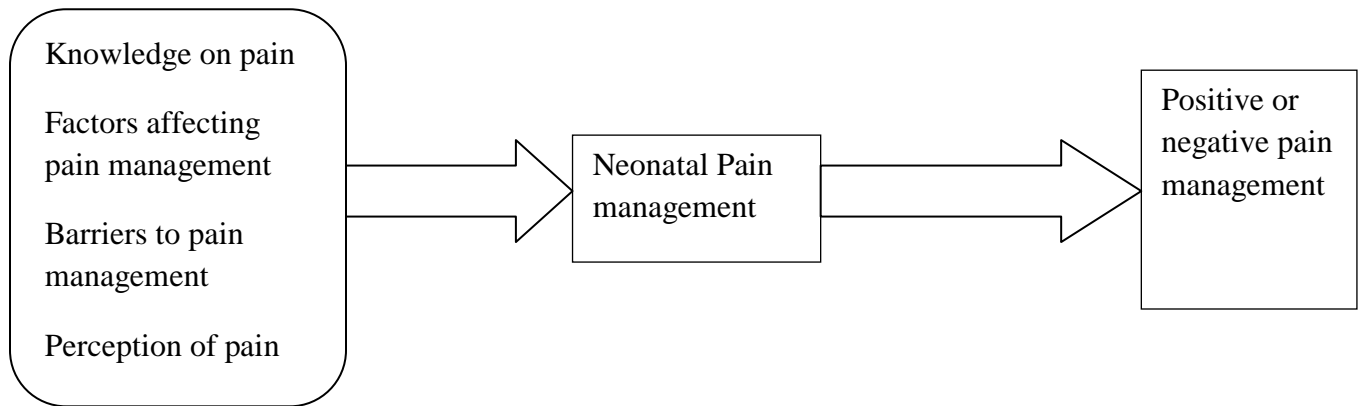 Knowledge on pain
Factors affecting
pain management
Barriers to pain
management
Perception of pain
Neonatal Pain
management
Positive or
negative pain
management